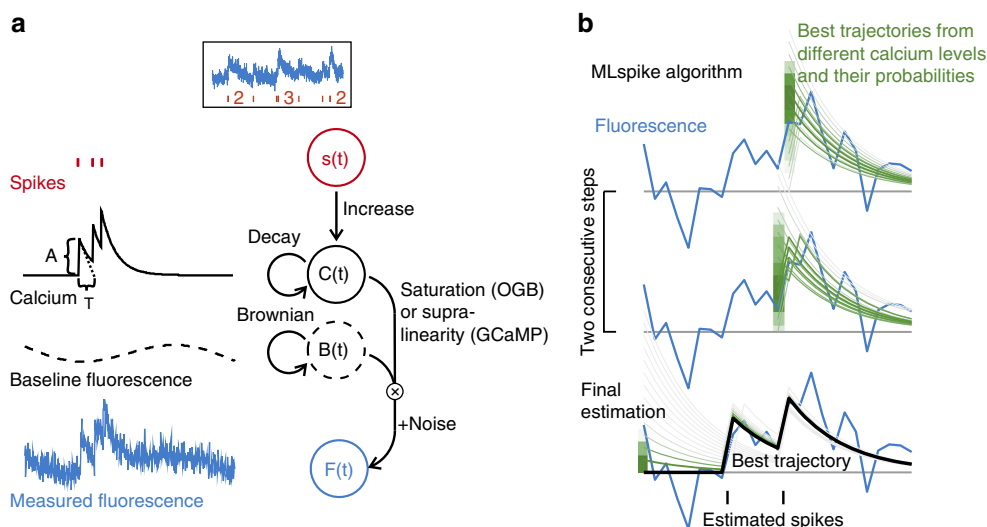 a
2 3 2
s(t)
Spikes
Increase
Decay
A
C(t)
Calcium
T
Saturation (OGB)
or supra-
linearity (GCaMP)
Brownian
B(t)
Baseline fluorescence
×
+Noise
F(t)
Measured fluorescence
b
Best trajectories from
different calcium levels
and their probabilities
MLspike algorithm
Fluorescence
Two consecutive steps
Final
estimation
Best trajectory
Estimated spikes